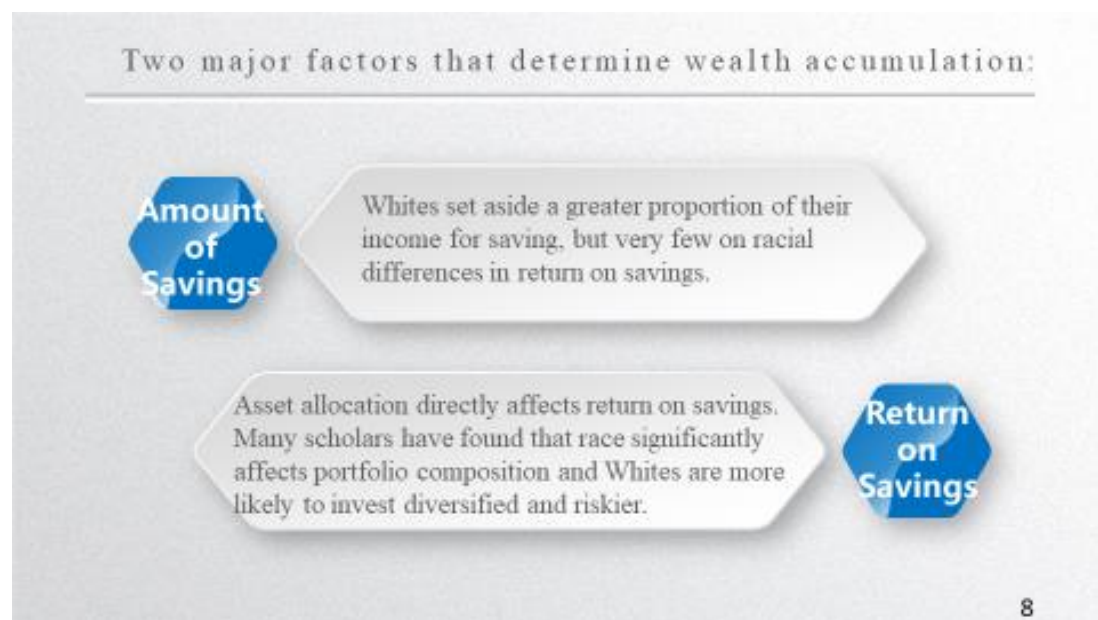 Two major factors that determine wealth accumulation:
Amount
of
Savings
Whites set aside a greater proportion of their
income for saving, but very few on racial
differences in return on savings.
Asset allocation directly affects return on savings.
Many scholars have found that race significantly
affects portfolio composition and Whites are more
likely to invest diversified and riskier.
Return
on
Savings
8